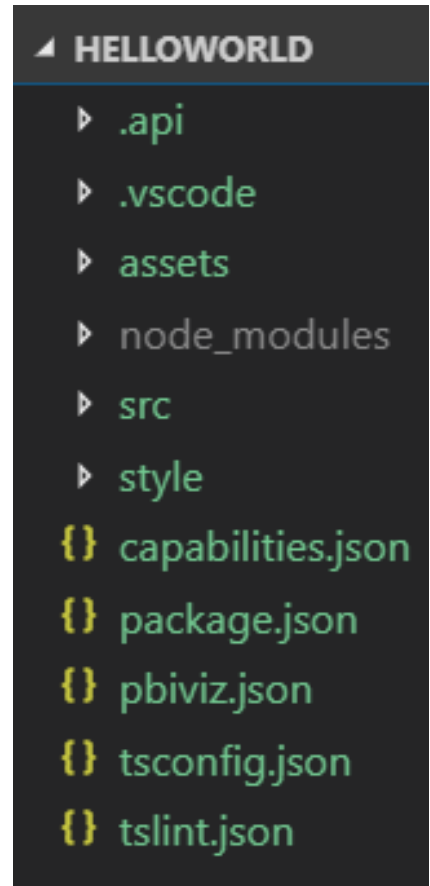 HELLOWORLD
.api
.vscode
assets
node_modules
src
style
{} capabilities.json
{} package.json
{} pbiviz.json
{} tsconfig.json
{} tslint.json